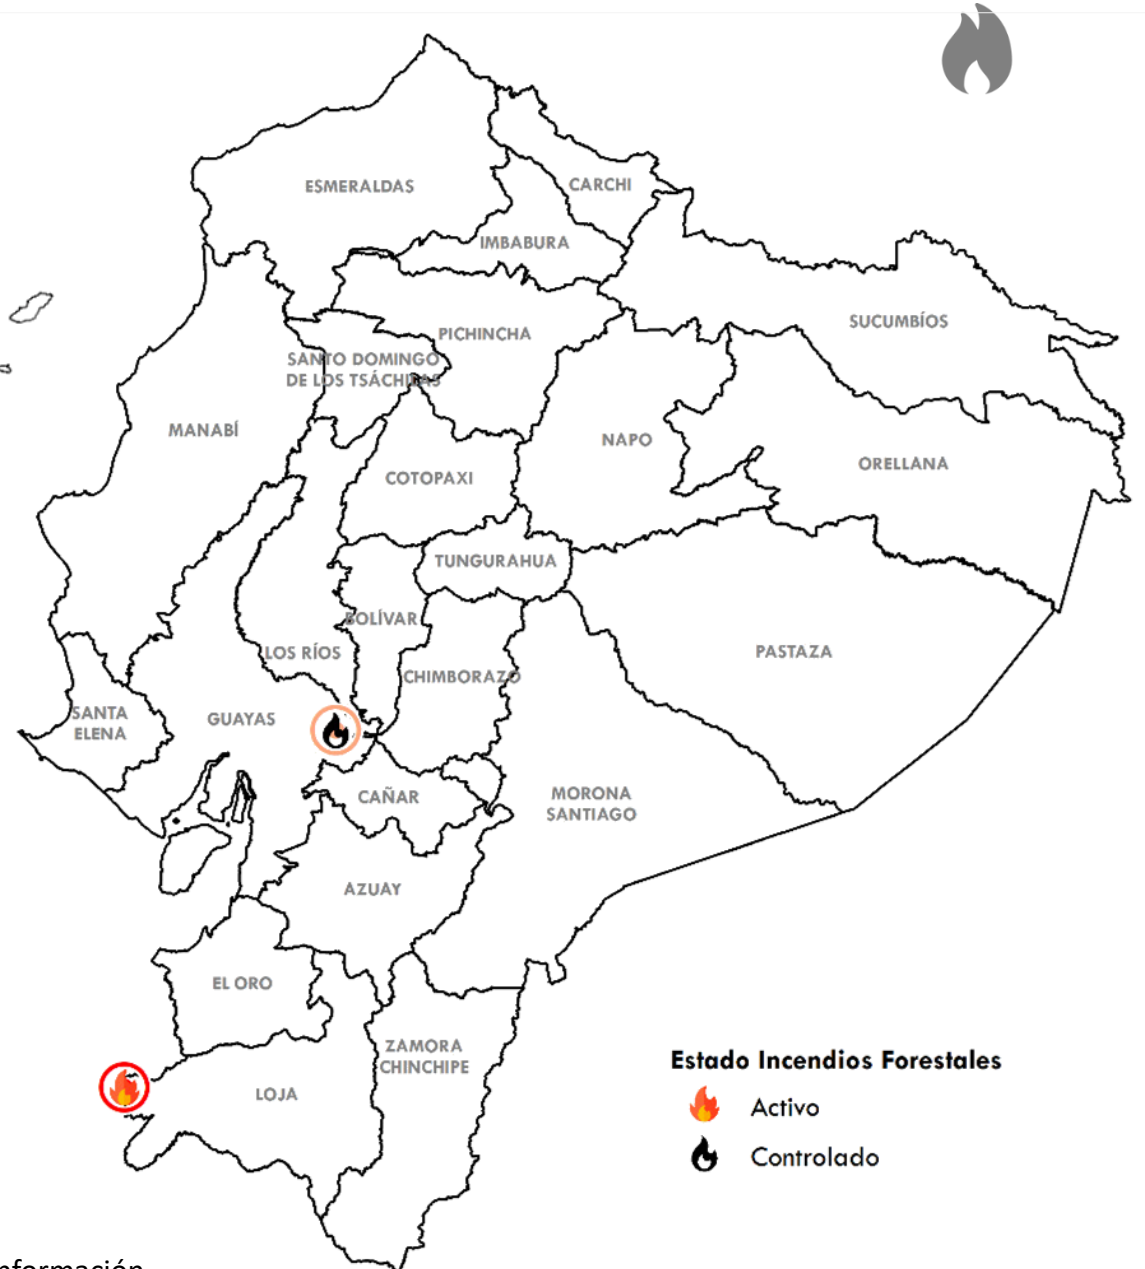 ESMERALDAS
CARCHI
IMBABURA
SUCUMBÍOS
PICHINCHA
SANTO DOMINGO
DE LOS TSÁCHILAS
MANABÍ
NAPO
ORELLANA
COTOPAXI
TUNGURAHUA
BOLÍVAR
LOS RÍOS
PASTAZA
CHIMBORAZO
SANTA
ELENA
GUAYAS
CAÑAR
MORONA
SANTIAGO
AZUAY
EL ORO
ZAMORA
CHINCHIPE
LOJA
Estado Incendios Forestales
Activo
Controlado